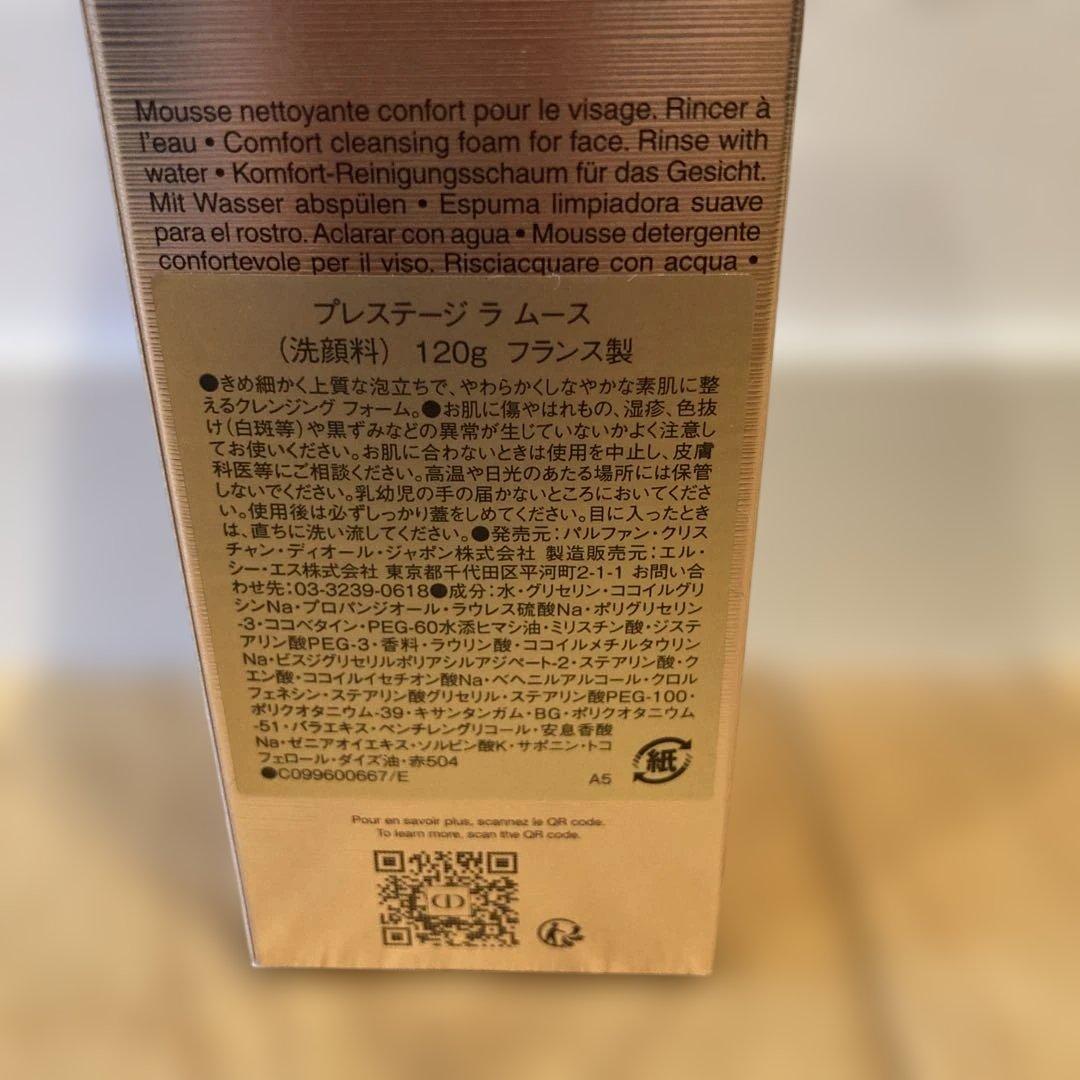 Mousse nettoyante confort pour le visage. Rincer à
l'eau • Comfort cleansing foam for face. Rinse with
water • Komfort-Reinigungsschaum für das Gesicht.
Mit Wasser abspülen • Espuma limpiadora suave
para el rostro. Aclarar con agua • Mousse detergente
confortevole per il viso. Risciacquare con acqua •
プレステージ ラ ムース
（洗顔料） 120g フランス製
●きめ細かく上質な泡立ちで、やわらかくしなやかな素肌に整
えるクレンジング フォーム。●お肌に傷やはれもの、湿疹、色抜
け（白斑等）や黒ずみなどの異常が生じていないかよく注意し
てお使いください。お肌に合わないときは使用を中止し、皮膚
科医等にご相談ください。高温や日光のあたる場所には保管
しないでください。乳幼児の手の届かないところにおいてくださ
い。使用後は必ずしっかり蓋をしめてください。目に入ったとき
は、直ちに洗い流してください。●発売元：パルファン・クリス
チャン・ディオール・ジャポン株式会社 製造販売元：エル・
シー・エス株式会社 東京都千代田区平河町2-1-1 お問い合
わせ先：03-3239-0618●成分：水・グリセリン・ココイルグリ
シンNa・プロパンジオール・ラウレス硫酸Na・ポリグリセリン
-3・ココベタイン・PEG-60水添ヒマシ油・ミリスチン酸・ジステ
アリン酸PEG-3・香料・ラウリン酸・ココイルメチルタウリン
Na・ビスジグリセリルポリアシルアジペート-2・ステアリン酸・ク
エン酸・ココイルイセチオン酸Na・ベヘニルアルコール・クロル
フェネシン・ステアリン酸グリセリル・ステアリン酸PEG-100・
ポリクオタニウム-39・キサンタンガム・BG・ポリクオタニウム
-51・バラエキス・ペンチレングリコール・安息香酸
Na・ゼニアオイエキス・ソルビン酸K・サポニン・トコ
フェロール・ダイズ油・赤504
●C099600667/E
A5
紙
Pour en savoir plus, scannez le QR code.
To learn more, scan the QR code.
CD